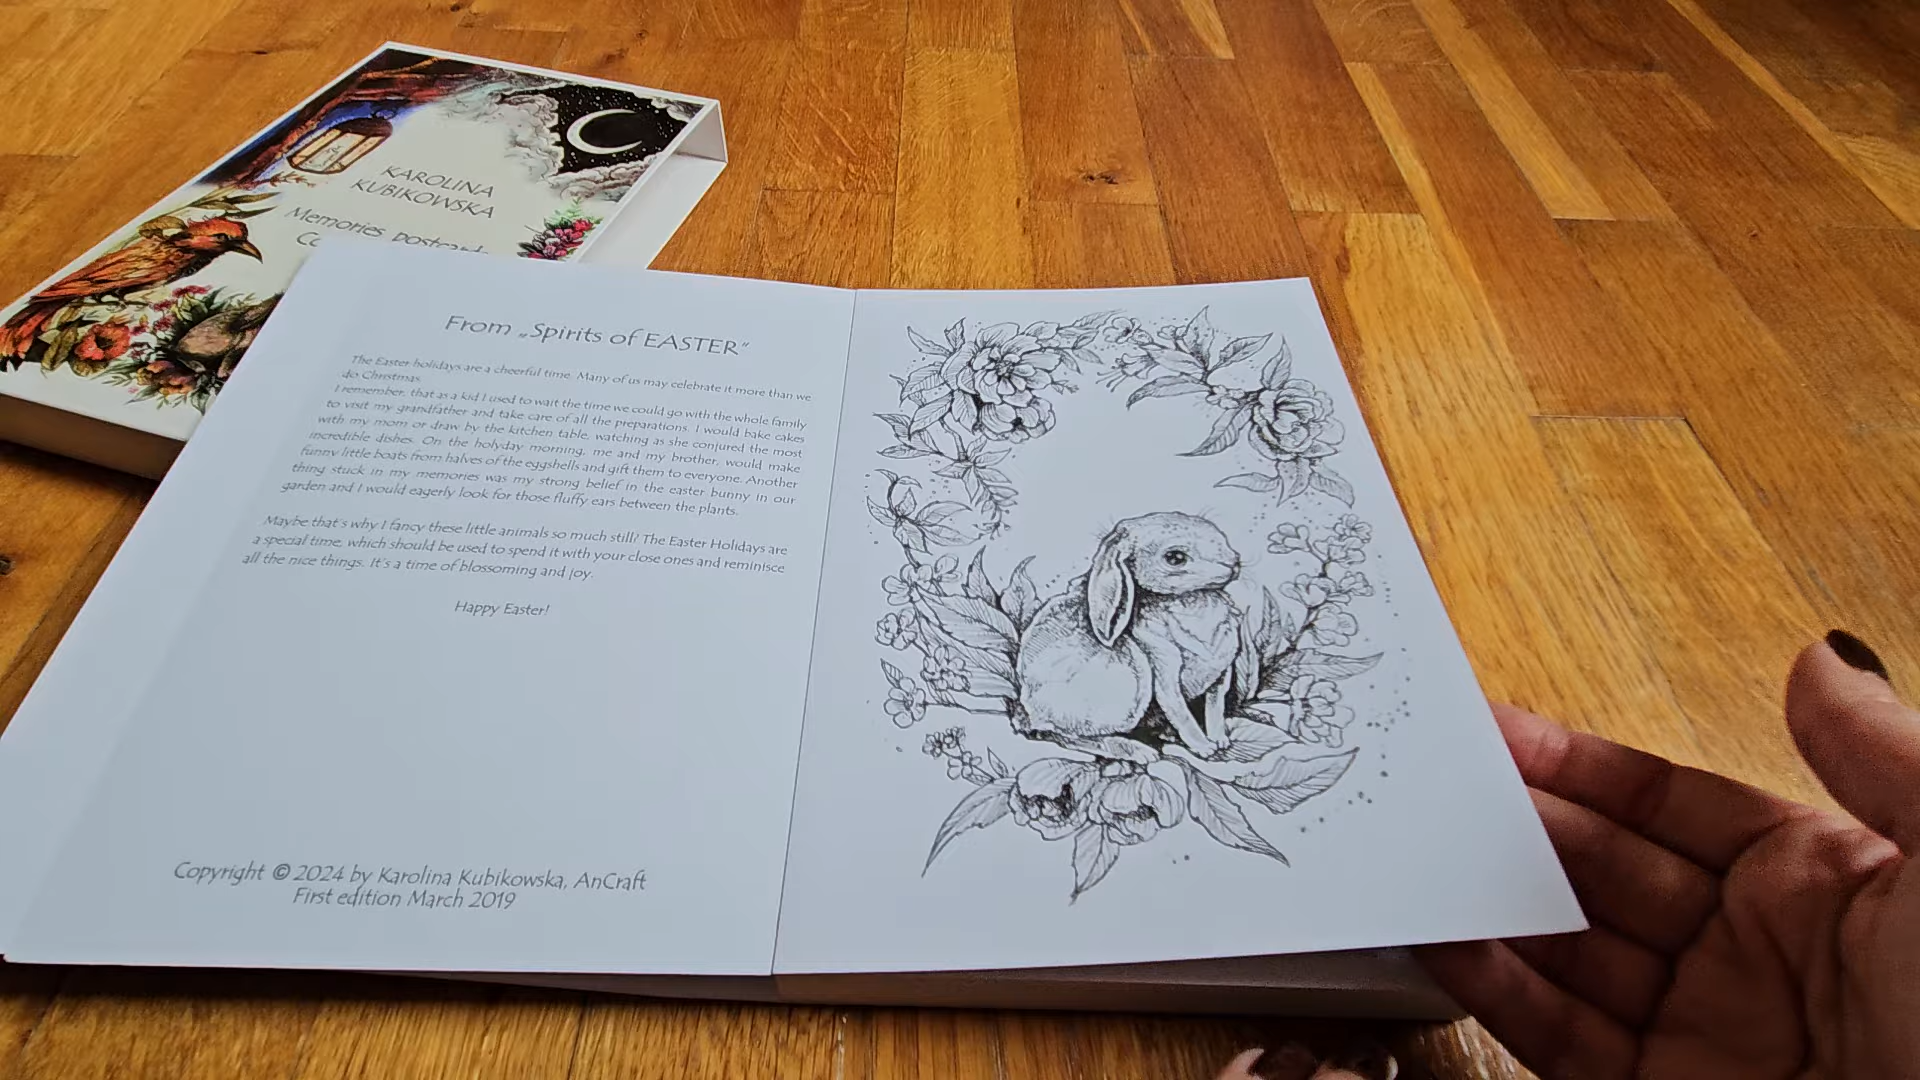 KAROLINA
KUBIKOWSKA
Memories postcards
From „Spirits of EASTER”
The Easter holidays are a cheerful time. Many of us may celebrate it more than we
do Christmas.
I remember, that as a kid I used to wait the time we could go with the whole family
to visit my grandfather and take care of all the preparations. I would bake cakes
with my mom or draw by the kitchen table, watching as she conjured the most
incredible dishes. On the holyday morning, me and my brother, would make
funny little boats from halves of the eggshells and gift them to everyone. Another
thing stuck in my memories was my strong belief in the easter bunny in our
garden and I would eagerly look for those fluffy ears between the plants.
Maybe that's why I fancy these little animals so much still? The Easter Holidays are
a special time, which should be used to spend it with your close ones and reminisce
all the nice things. It's a time of blossoming and joy.
Happy Easter!
Copyright © 2024 by Karolina Kubikowska, AnCraft
First edition March 2019